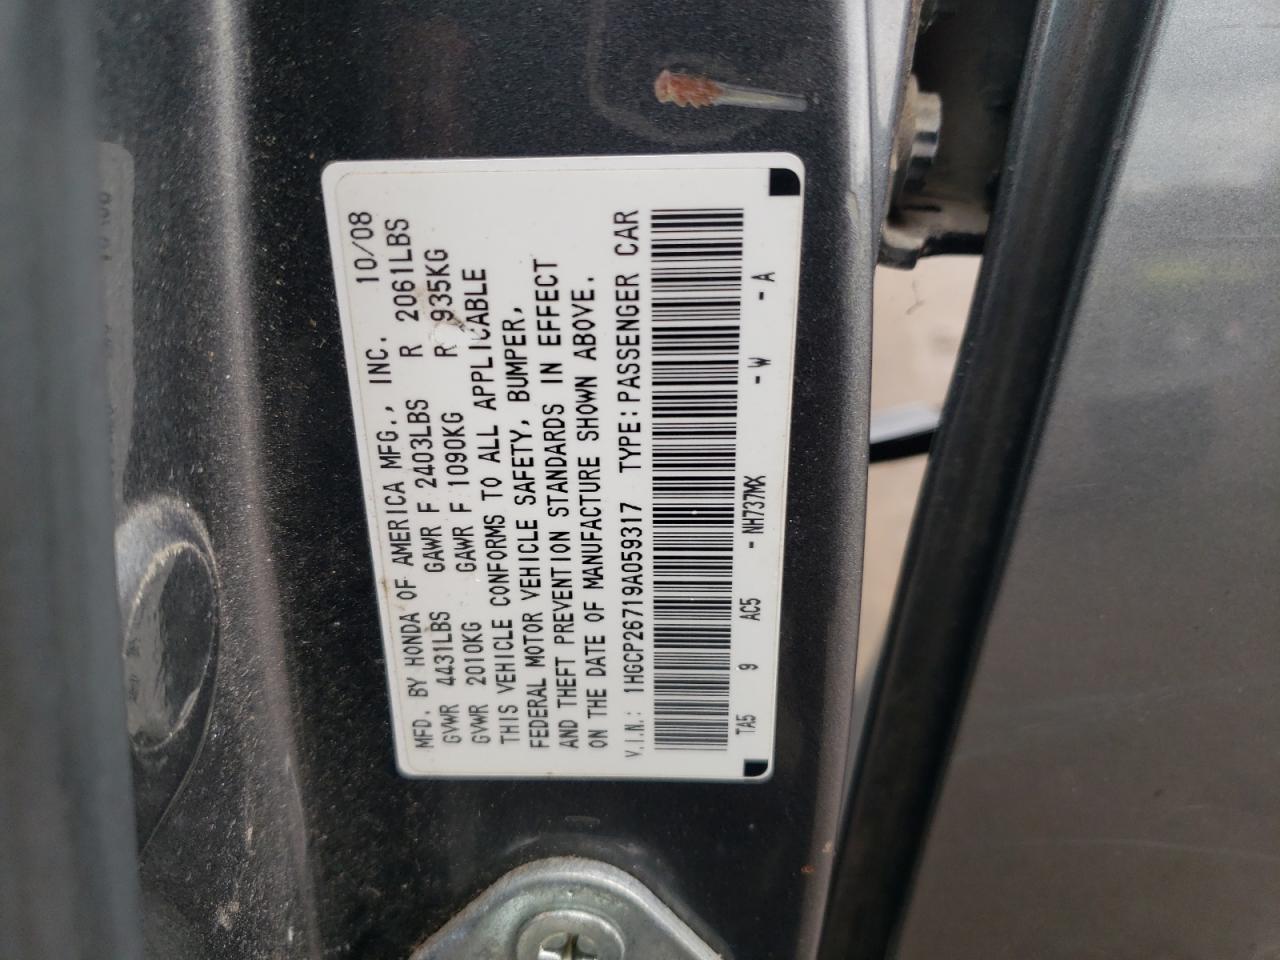 MFD. BY HONDA OF AMERICA MFG., INC. 10/08
GVWR 4431LBS GAWR F 2403LBS R 2061LBS
GVWR 2010KG GAWR F 1090KG R 935KG
THIS VEHICLE CONFORMS TO ALL APPLICABLE
FEDERAL MOTOR VEHICLE SAFETY, BUMPER,
AND THEFT PREVENTION STANDARDS IN EFFECT
ON THE DATE OF MANUFACTURE SHOWN ABOVE.
V.I.N.: 1HGCP26719A059317 TYPE:PASSENGER CAR
TA5 9 AC5 - NH737MX - W - A